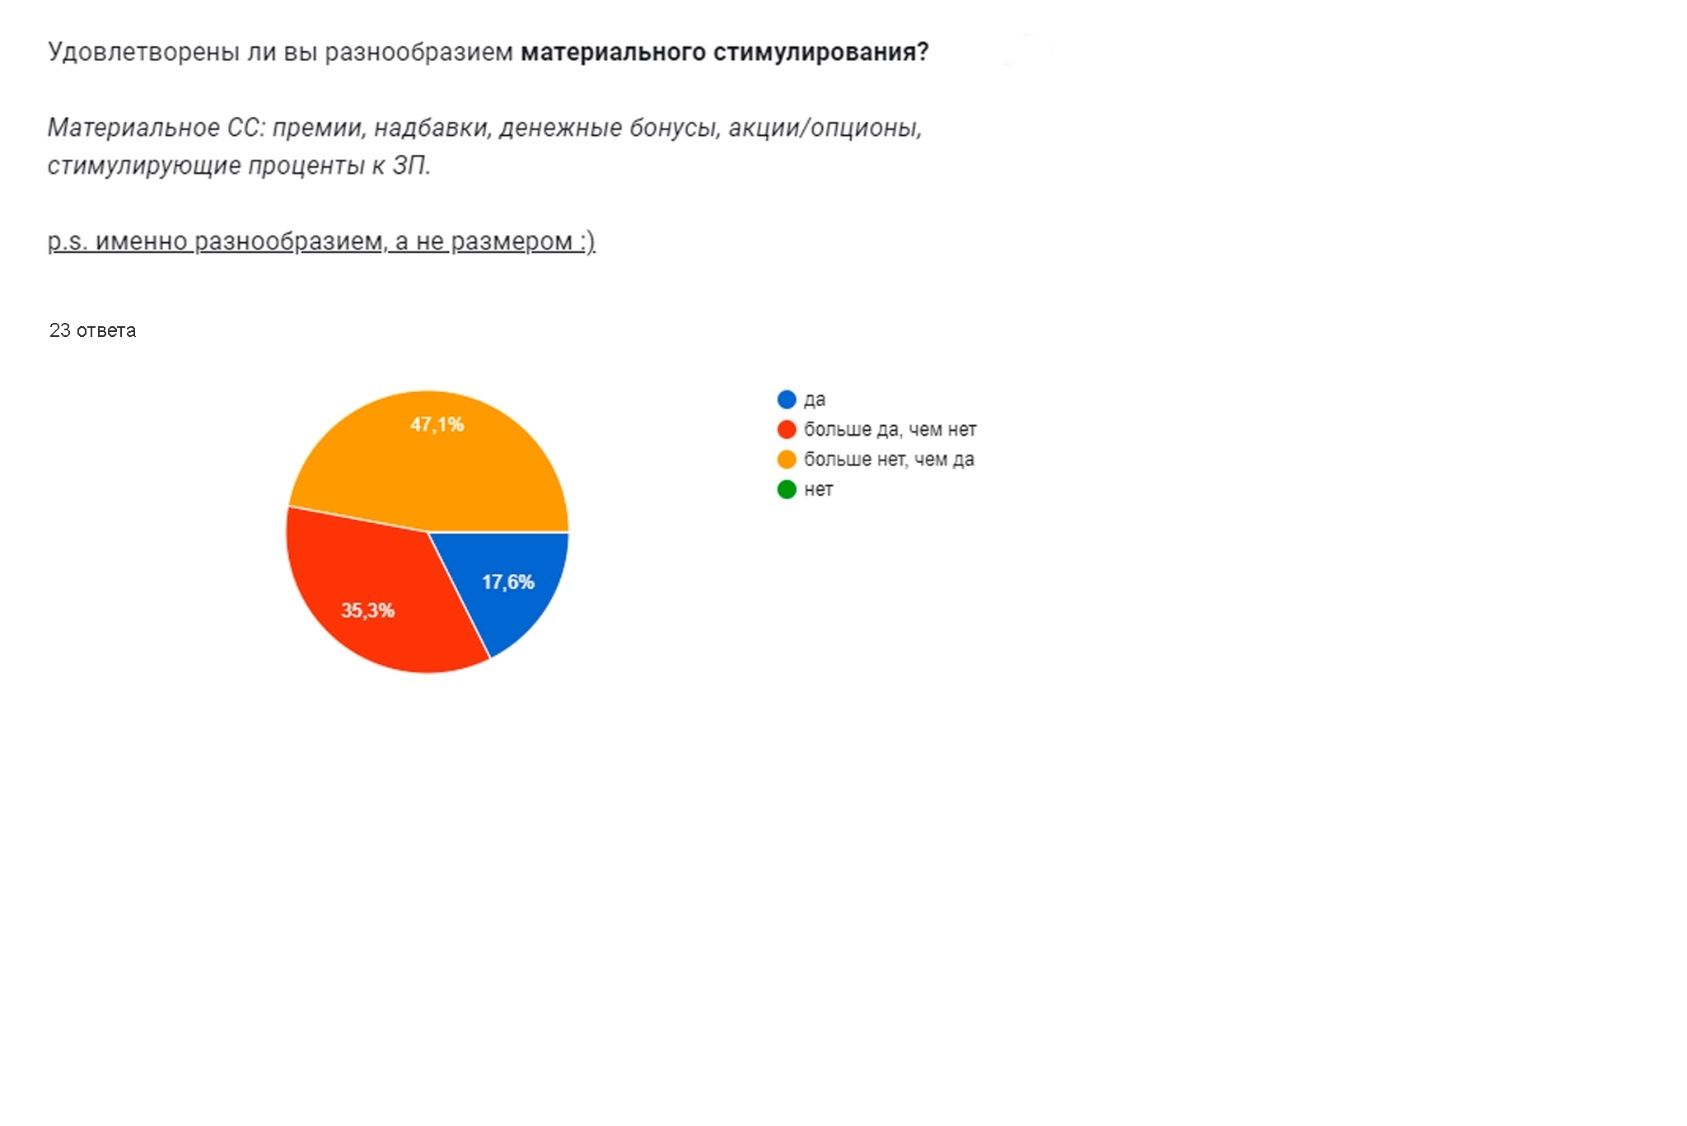 Удовлетворены ли вы разнообразием материального стимулирования?
Материальное СС: премии, надбавки, денежные бонусы, акции/опционы,
стимулирующие проценты к ЗП.
p.s. именно разнообразием, а не размером :)
23 ответа
47,1%
35,3%
17,6%
да
больше да, чем нет
больше нет, чем да
нет